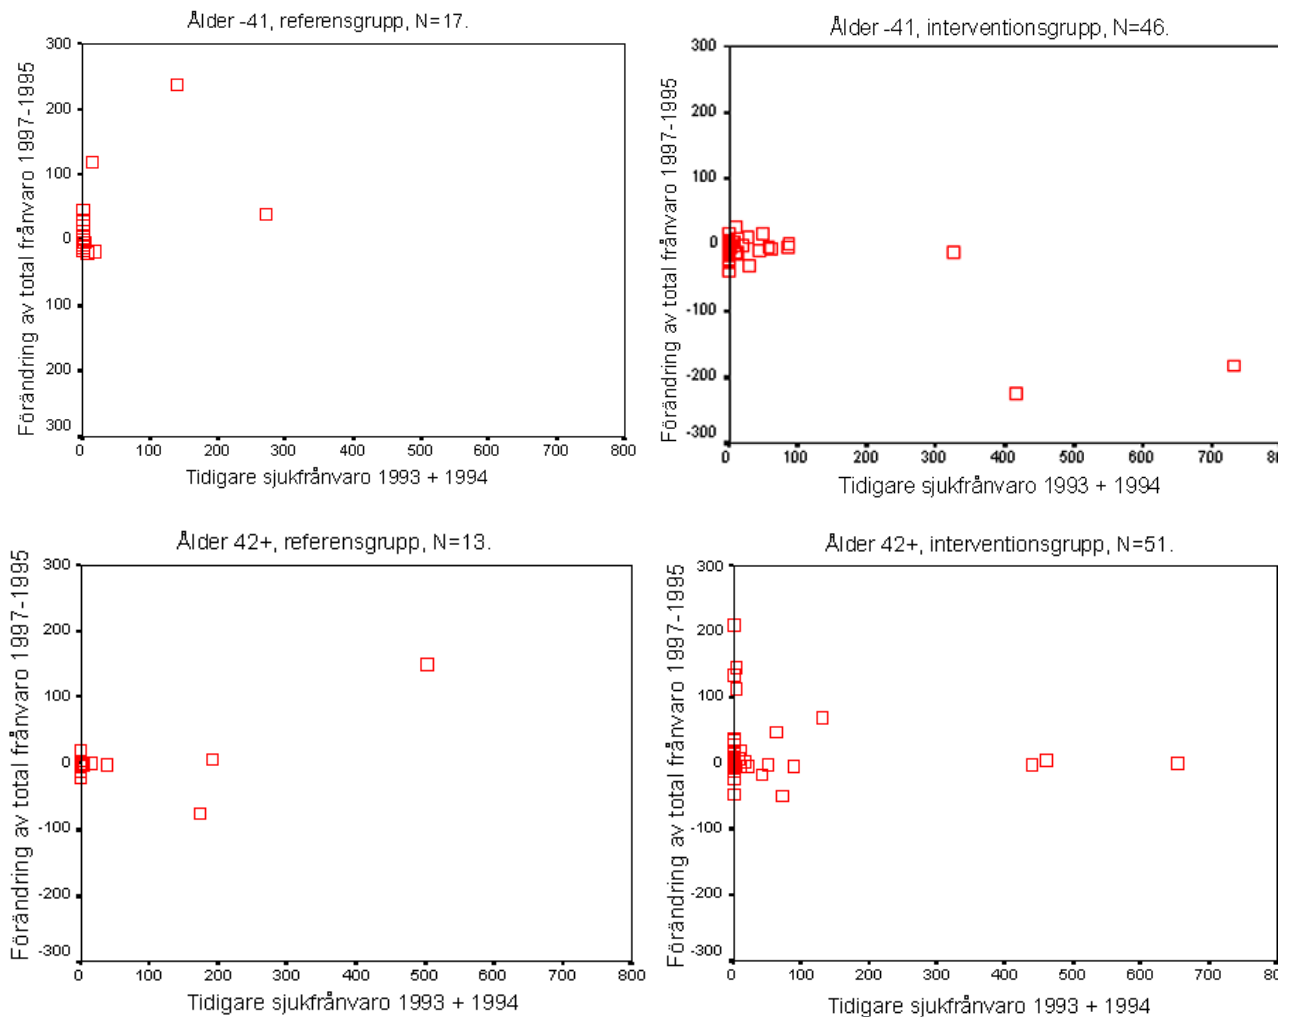 Ålder -41, referensgrupp, N=17.
Förändring av total frånvaro 1997-1995
300
200
100
0
100
200
300
0 100 200 300 400 500 600 700 800
Tidigare sjukfrånvaro 1993 + 1994
Ålder -41, interventionsgrupp, N=46.
Förändring av total frånvaro 1997-1995
300
200
100
0
-100
-200
-300
0 100 200 300 400 500 600 700 80
Tidigare sjukfrånvaro 1993 + 1994
Ålder 42+, referensgrupp, N=13.
Förändring av total frånvaro 1997-1995
300
200
100
0
-100
-200
-300
0 100 200 300 400 500 600 700 800
Tidigare sjukfrånvaro 1993 + 1994
Ålder 42+, interventionsgrupp, N=51.
Förändring av total frånvaro 1997-1995
300
200
100
0
-100
-200
-300
0 100 200 300 400 500 600 700 80
Tidigare sjukfrånvaro 1993 + 1994